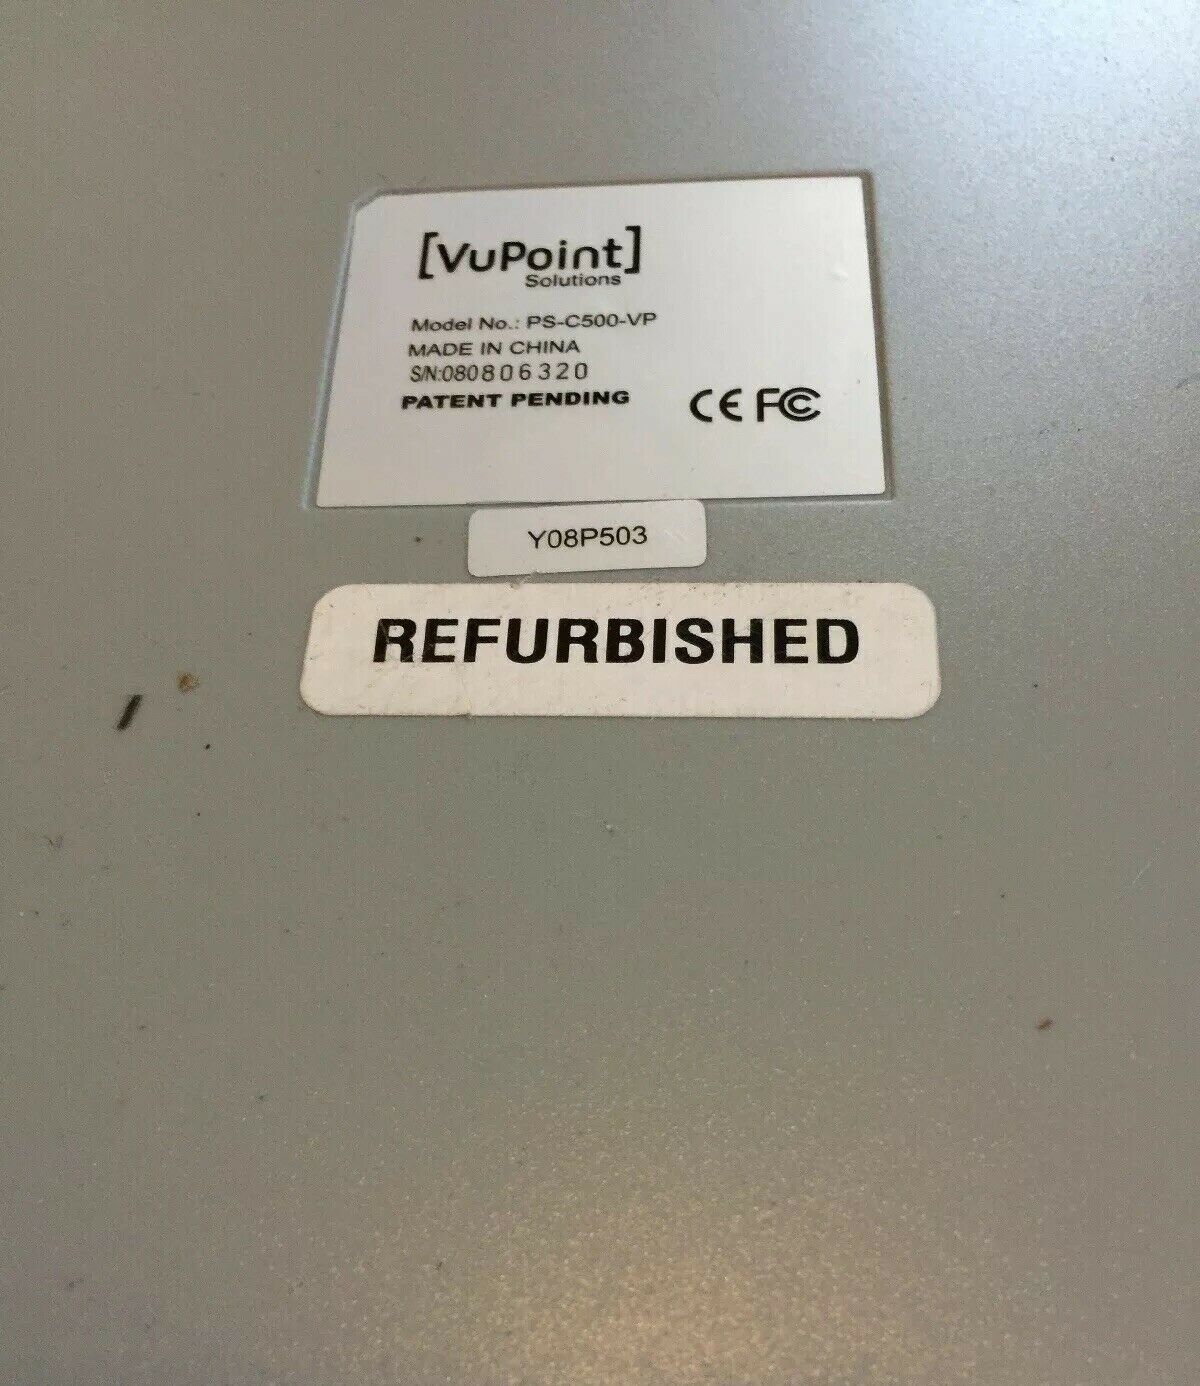 [VuPoint]
Solutions
Model No.: PS-C500-VP
MADE IN CHINA
S/N:080806320
PATENT PENDING
CE FC
Y08P503
REFURBISHED